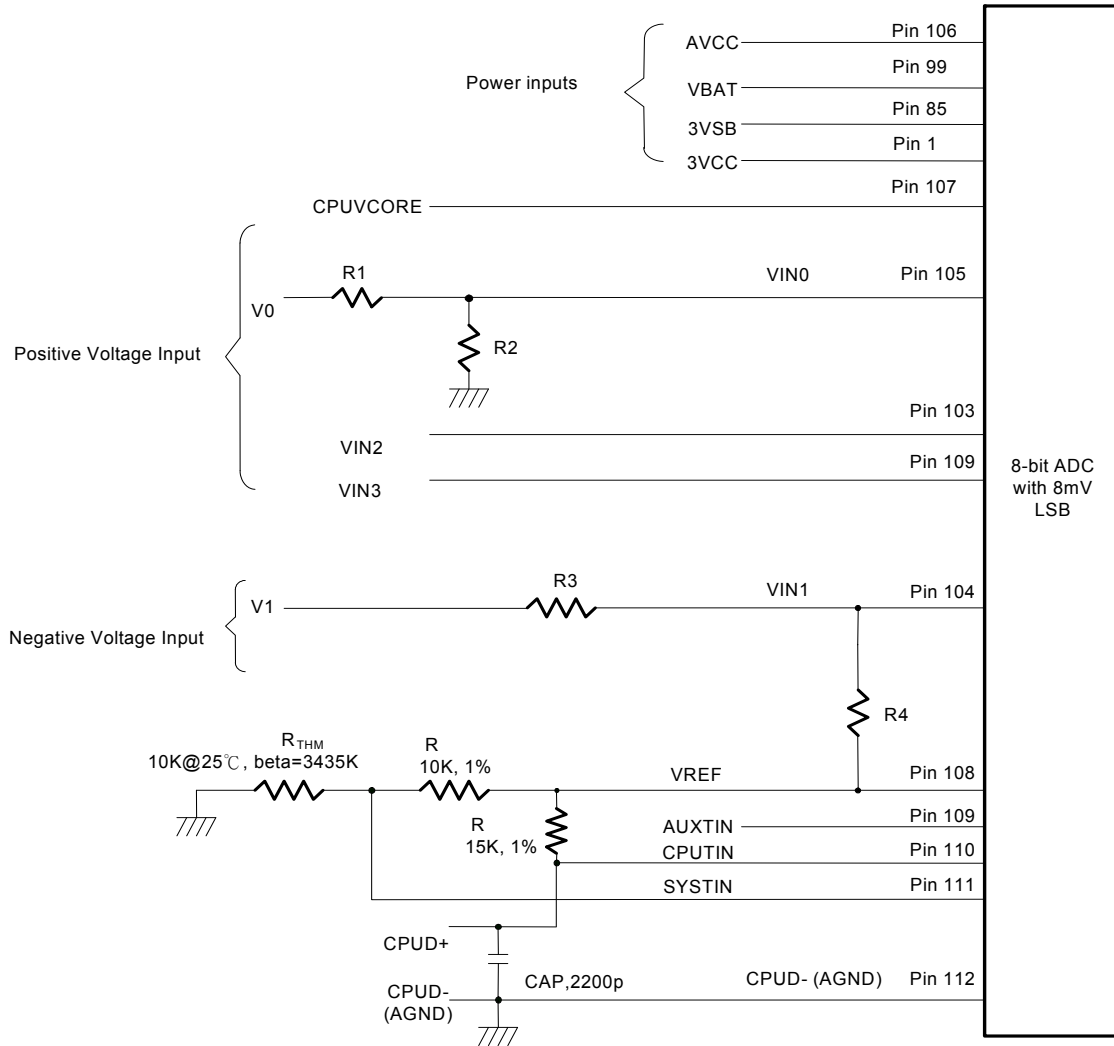 Power inputs
AVCC
Pin 106
VBAT
Pin 99
3VSB
Pin 85
3VCC
Pin 1
CPUVCORE
Pin 107
Positive Voltage Input
V0
R1
R2
VIN0
Pin 105
VIN2
Pin 103
VIN3
Pin 109
8-bit ADC
with 8mV
LSB
Negative Voltage Input
V1
R3
VIN1
Pin 104
R4
RTHM
10K@25℃, beta=3435K
R
10K, 1%
VREF
Pin 108
R
15K, 1%
AUXTIN
Pin 109
CPUTIN
Pin 110
SYSTIN
Pin 111
CPUD+
CAP,2200p
CPUD-
(AGND)
CPUD- (AGND)
Pin 112